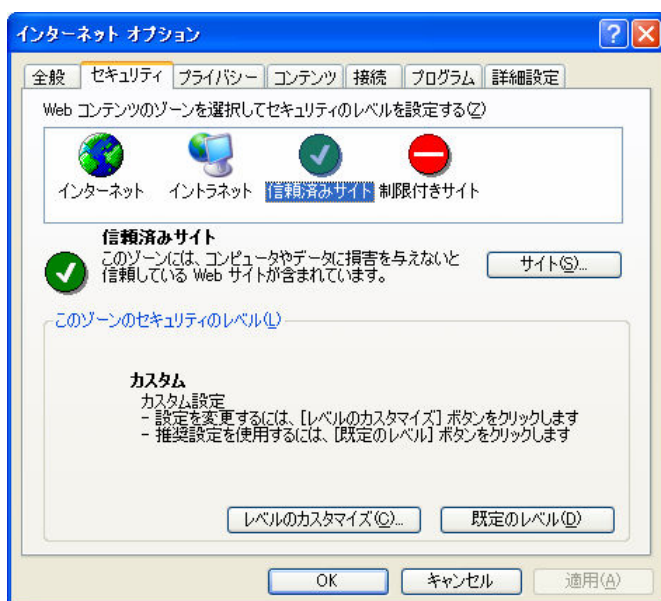 インターネット オプション
全般 セキュリティ プライバシー コンテンツ 接続 プログラム 詳細設定
Web コンテンツのゾーンを選択してセキュリティのレベルを設定する(Z)
インターネット イントラネット 信頼済みサイト 制限付きサイト
信頼済みサイト
このゾーンには、コンピュータやデータに損害を与えないと
信頼している Web サイトが含まれています。
サイト(S)...
このゾーンのセキュリティのレベル(L)
カスタム
カスタム設定
- 設定を変更するには、[レベルのカスタマイズ] ボタンをクリックします
- 推奨設定を使用するには、[既定のレベル] ボタンをクリックします
レベルのカスタマイズ(C)... 既定のレベル(D)
OK キャンセル 適用(A)